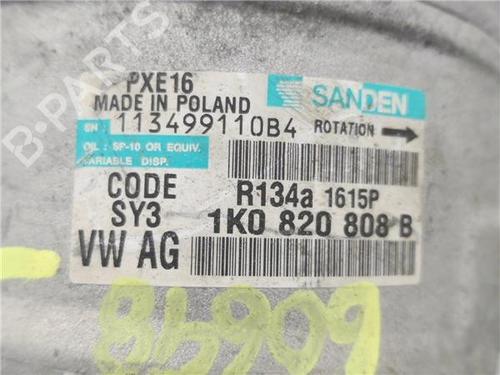 PXE16
SANDEN
MADE IN POLAND
SN: 113499110B4 ROTATION
OIL: SP-10 OR EQUIV.
VARIABLE DISP.
CODE R134a 1615P
SY3 1K0 820 808 B
VW AG
B-PARTS